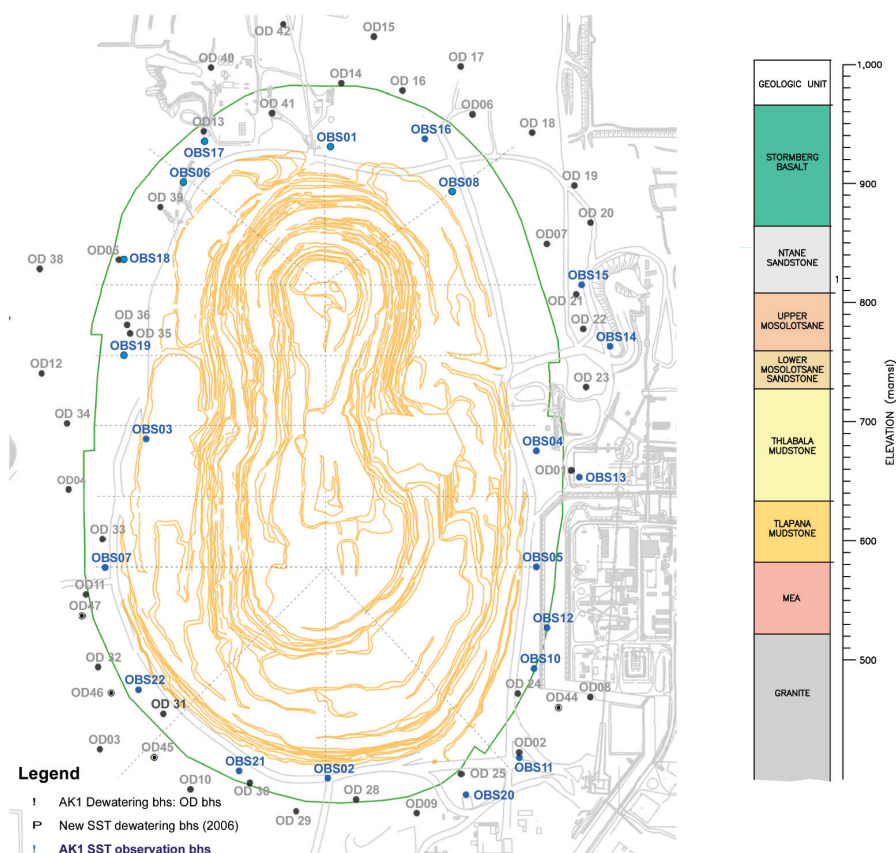 OD 42
OD15
OD 40
OD 17
OD14
OD 16
OD 41
OD06
OD13
OBS17
OBS01
OBS16
OD 18
OBS06
OBS08
OD 19
OD 39
OD 20
OD07
OD05
OBS18
OD 38
OBS15
OD 21
OD 36
OD 35
OD 22
OBS14
OBS19
OD12
OD 23
OD 34
OBS03
OBS04
OD01
OBS13
OD04
OD 33
OBS07
OBS05
OD11
OD47
OBS12
OD 32
OBS10
OD46
OBS22
OD 24
OD44
OD08
OD 31
OD03
OD45
OD02
OBS11
OBS21
OBS02
OD 25
OD10
OD 30
OD 28
OBS20
OD 29
OD09
Legend
! AK1 Dewatering bhs: OD bhs
P New SST dewatering bhs (2006)
! AK1 SST observation bhs
GEOLOGIC UNIT
STORMBERG
BASALT
NTANE
SANDSTONE
UPPER
MOSOLOTSANE
LOWER
MOSOLOTSANE
SANDSTONE
THLABALA
MUDSTONE
TLAPANA
MUDSTONE
MEA
GRANITE
1
1,000
900
800
700
600
500
ELEVATION (mamsl)